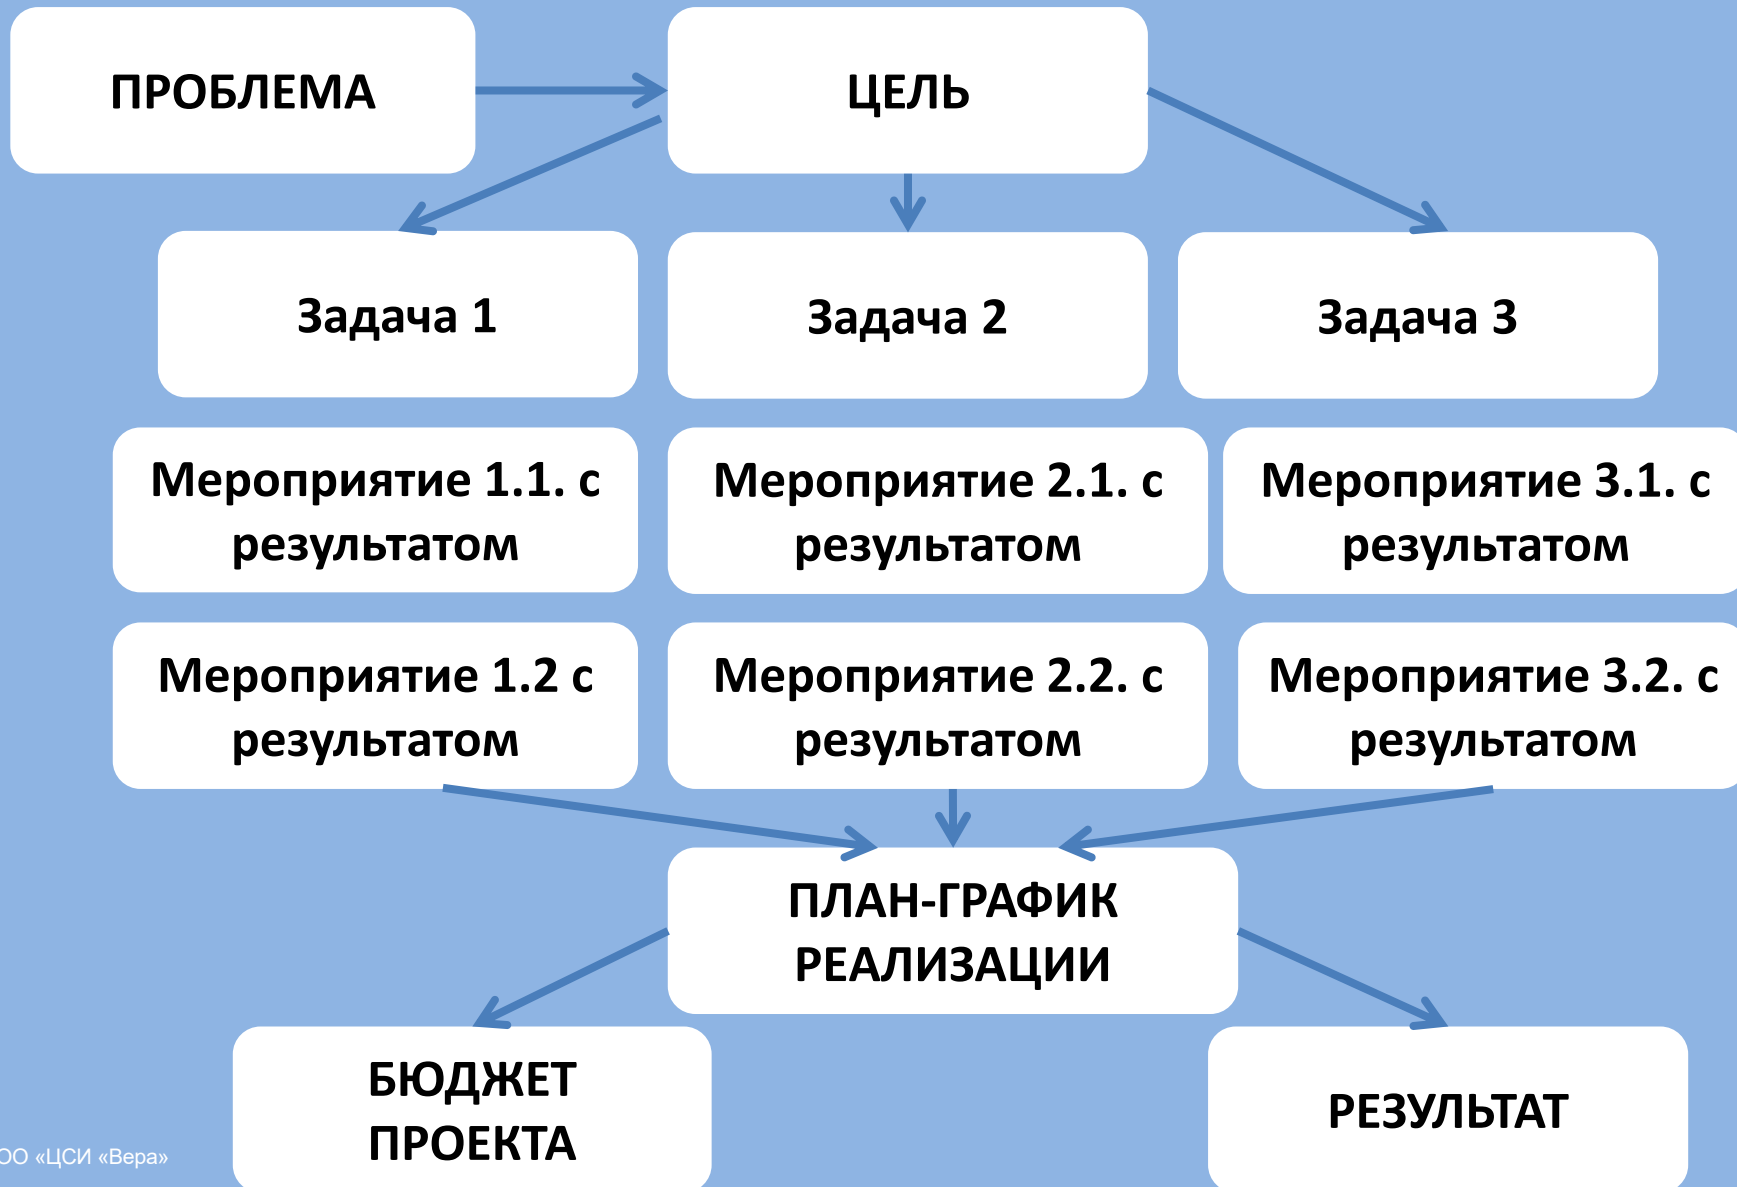 ПРОБЛЕМА
ЦЕЛЬ
Задача 1
Задача 2
Задача 3
Мероприятие 1.1. с
результатом
Мероприятие 2.1. с
результатом
Мероприятие 3.1. с
результатом
Мероприятие 1.2 с
результатом
Мероприятие 2.2. с
результатом
Мероприятие 3.2. с
результатом
ПЛАН-ГРАФИК
РЕАЛИЗАЦИИ
БЮДЖЕТ
ПРОЕКТА
РЕЗУЛЬТАТ
ОО «ЦСИ «Вера»